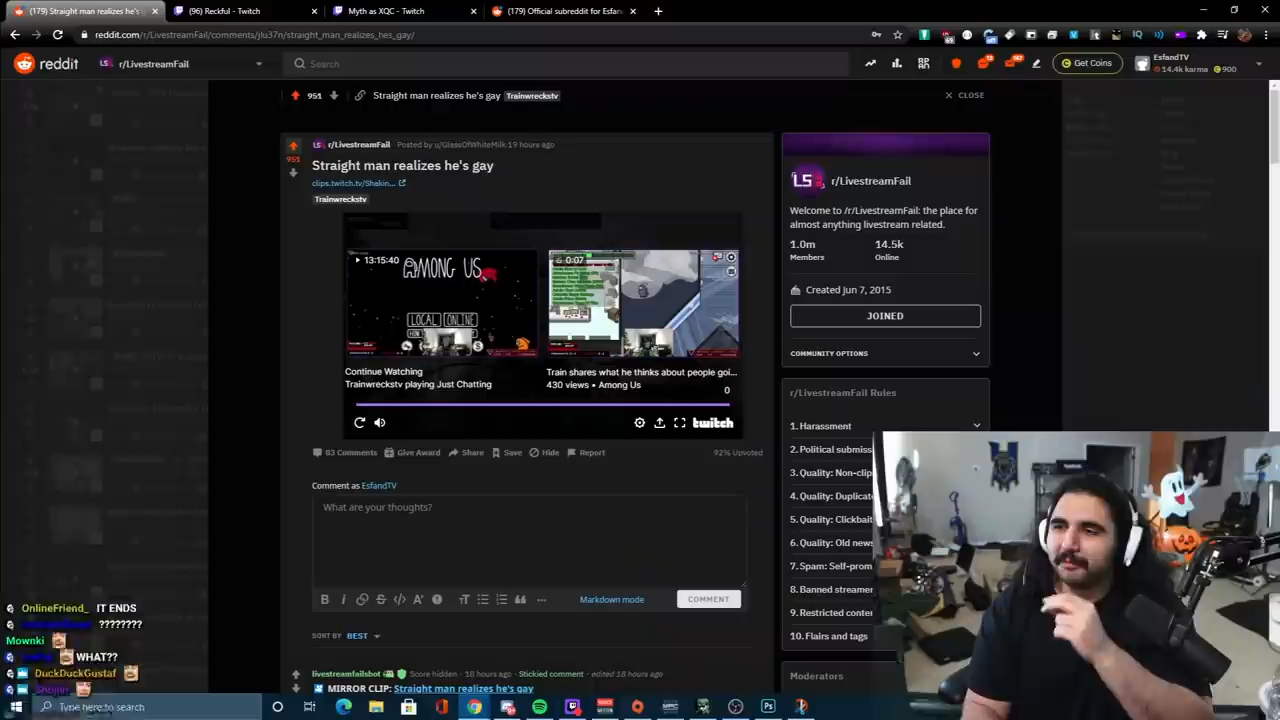 (179) Straight man realizes he's
(96) Reckful - Twitch
Myth as XQC - Twitch
(179) Official subreddit for Esfan
reddit.com/r/LivestreamFail/comments/jlu37n/straight_man_realizes_hes_gay/
reddit
r/LivestreamFail
Search
Get Coins
EsfandTV
14.4k karma
900
951
Straight man realizes he's gay
Trainwreckstv
CLOSE
951
r/LivestreamFail
Posted by u/GlassOfWhiteMilk 19 hours ago
Straight man realizes he's gay
clips.twitch.tv/Shakin...
Trainwreckstv
13:15:40
AMONG US
LOCAL
ONLINE
0:07
Continue Watching
Trainwreckstv playing Just Chatting
Train shares what he thinks about people goi...
430 views • Among Us
0
twitch
83 Comments
Give Award
Share
Save
Hide
Report
92% Upvoted
Comment as EsfandTV
What are your thoughts?
Markdown mode
COMMENT
SORT BY BEST
livestreamfailsbot
Score hidden · 18 hours ago · Stickied comment · edited 18 hours ago
MIRROR CLIP: Straight man realizes he's gay
r/LivestreamFail
Welcome to /r/LivestreamFail: the place for
almost anything livestream related.
1.0m
Members
14.5k
Online
Created Jun 7, 2015
JOINED
COMMUNITY OPTIONS
r/LivestreamFail Rules
1. Harassment
2. Political submiss
3. Quality: Non-clip
4. Quality: Duplicat
5. Quality: Clickbait
6. Quality: Old news
7. Spam: Self-prom
8. Banned streame
9. Restricted conten
10. Flairs and tags
Moderators
OnlineFriend_ IT ENDS
????????
Mownki
WHAT??
DuckDuckGustaf
Shojiin
Type here to search